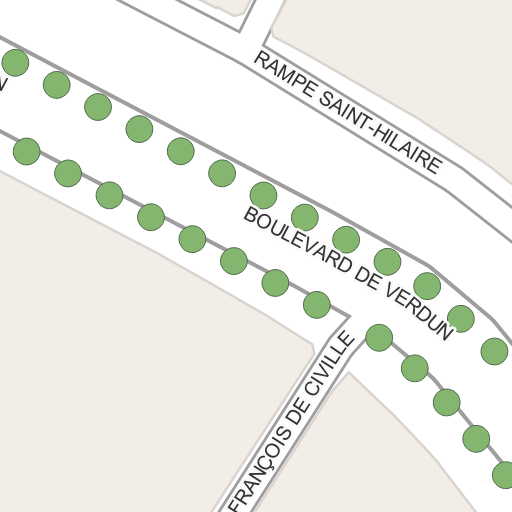 RAMPE SAINT-HILAIRE
BOULEVARD DE VERDUN
FRANÇOIS DE CIVILLE